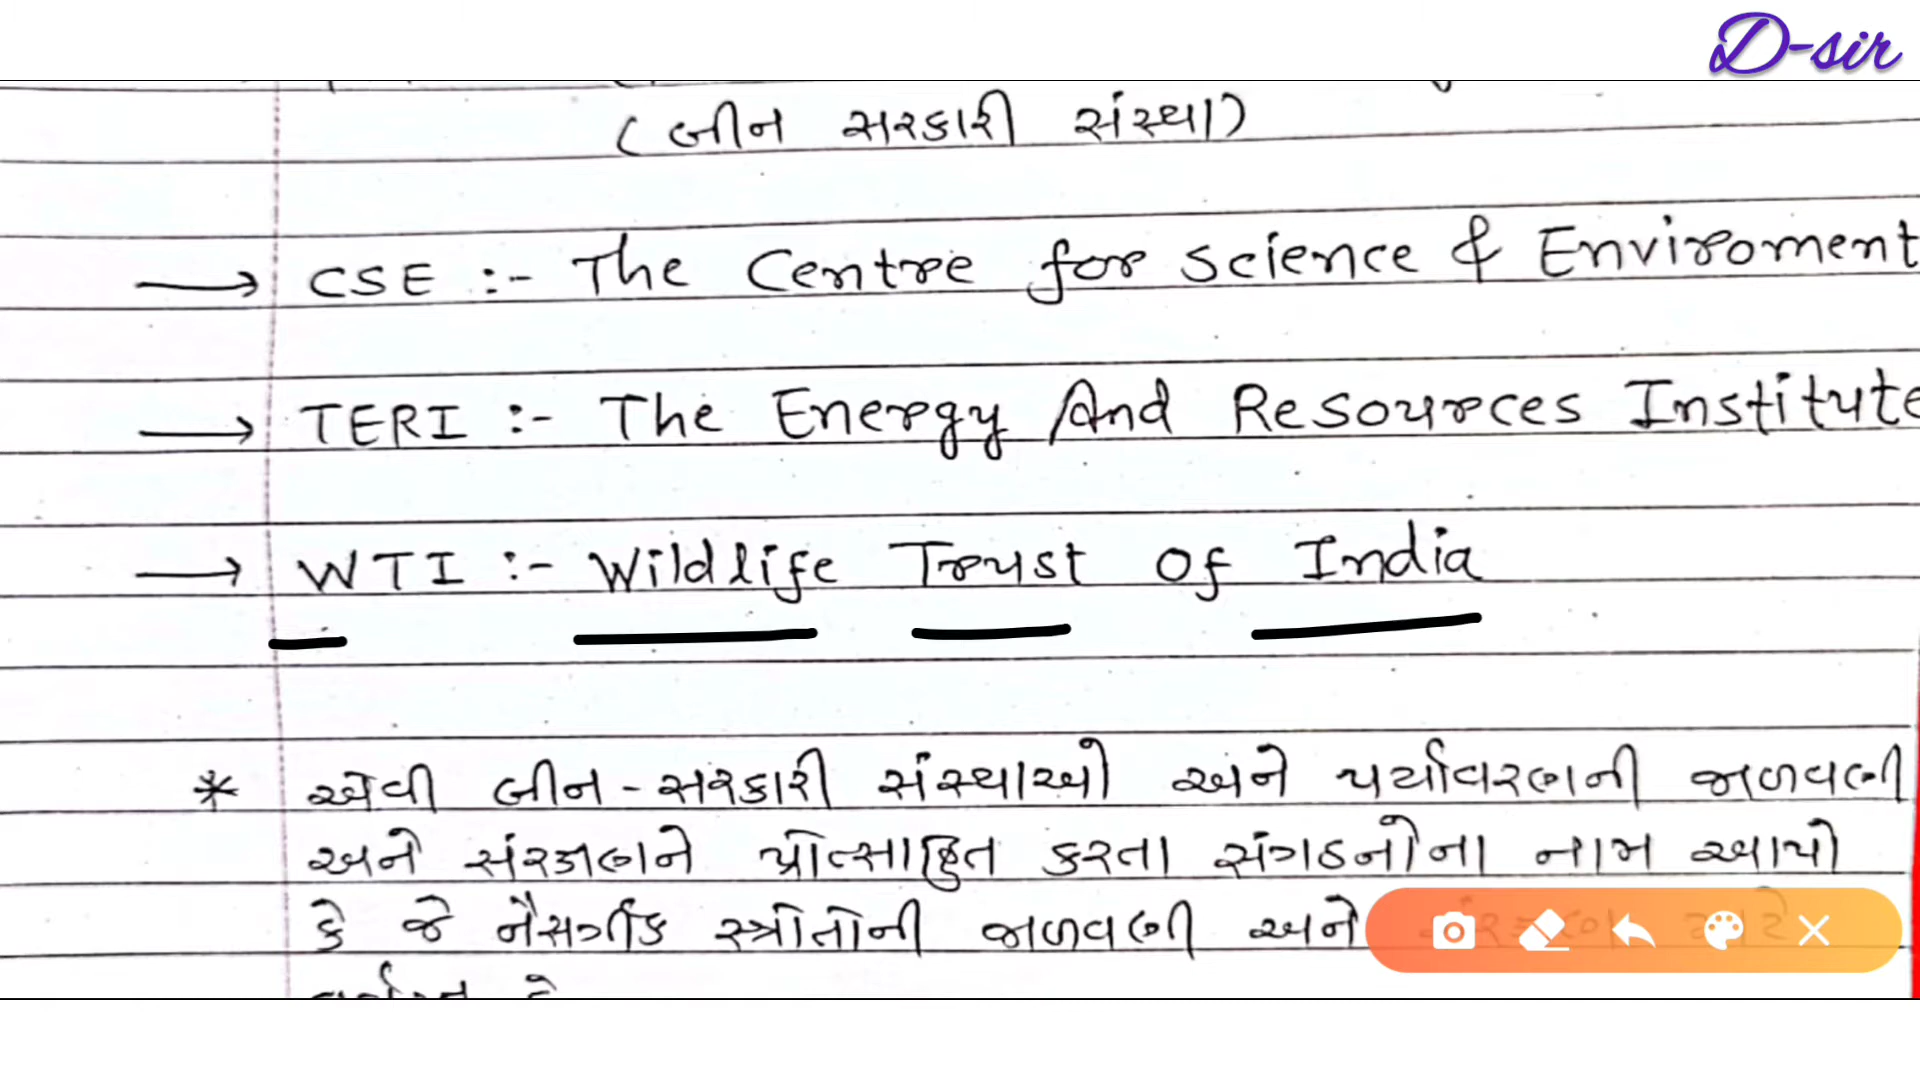 D-sir
(બીન સરકારી સંસ્થા)
→ CSE :- The Centre for Science & Enviroment
→ TERI :- The Energy And Resources Institute
→ WTI :- Wildlife Trust of India
* એવી બીન-સરકારી સંસ્થાઓ અને પર્યાવરણની જાળવણી
અને સંરક્ષણને પ્રોત્સાહિત કરતા સંગઠનોના નામ આપો
કે જે નૈસર્ગીક સ્ત્રોતોની જાળવણી અને